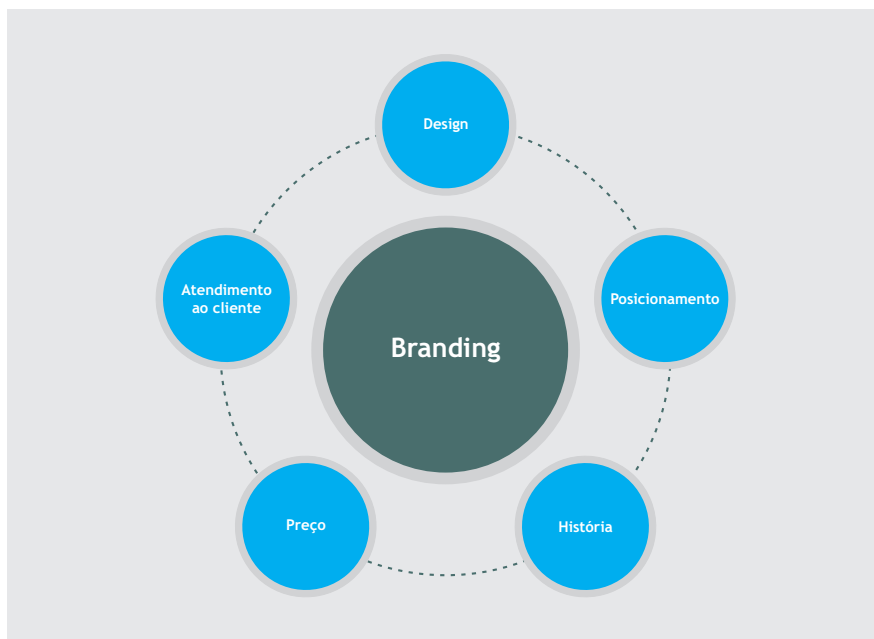 Design
Atendimento
ao cliente
Posicionamento
Branding
Preço
História